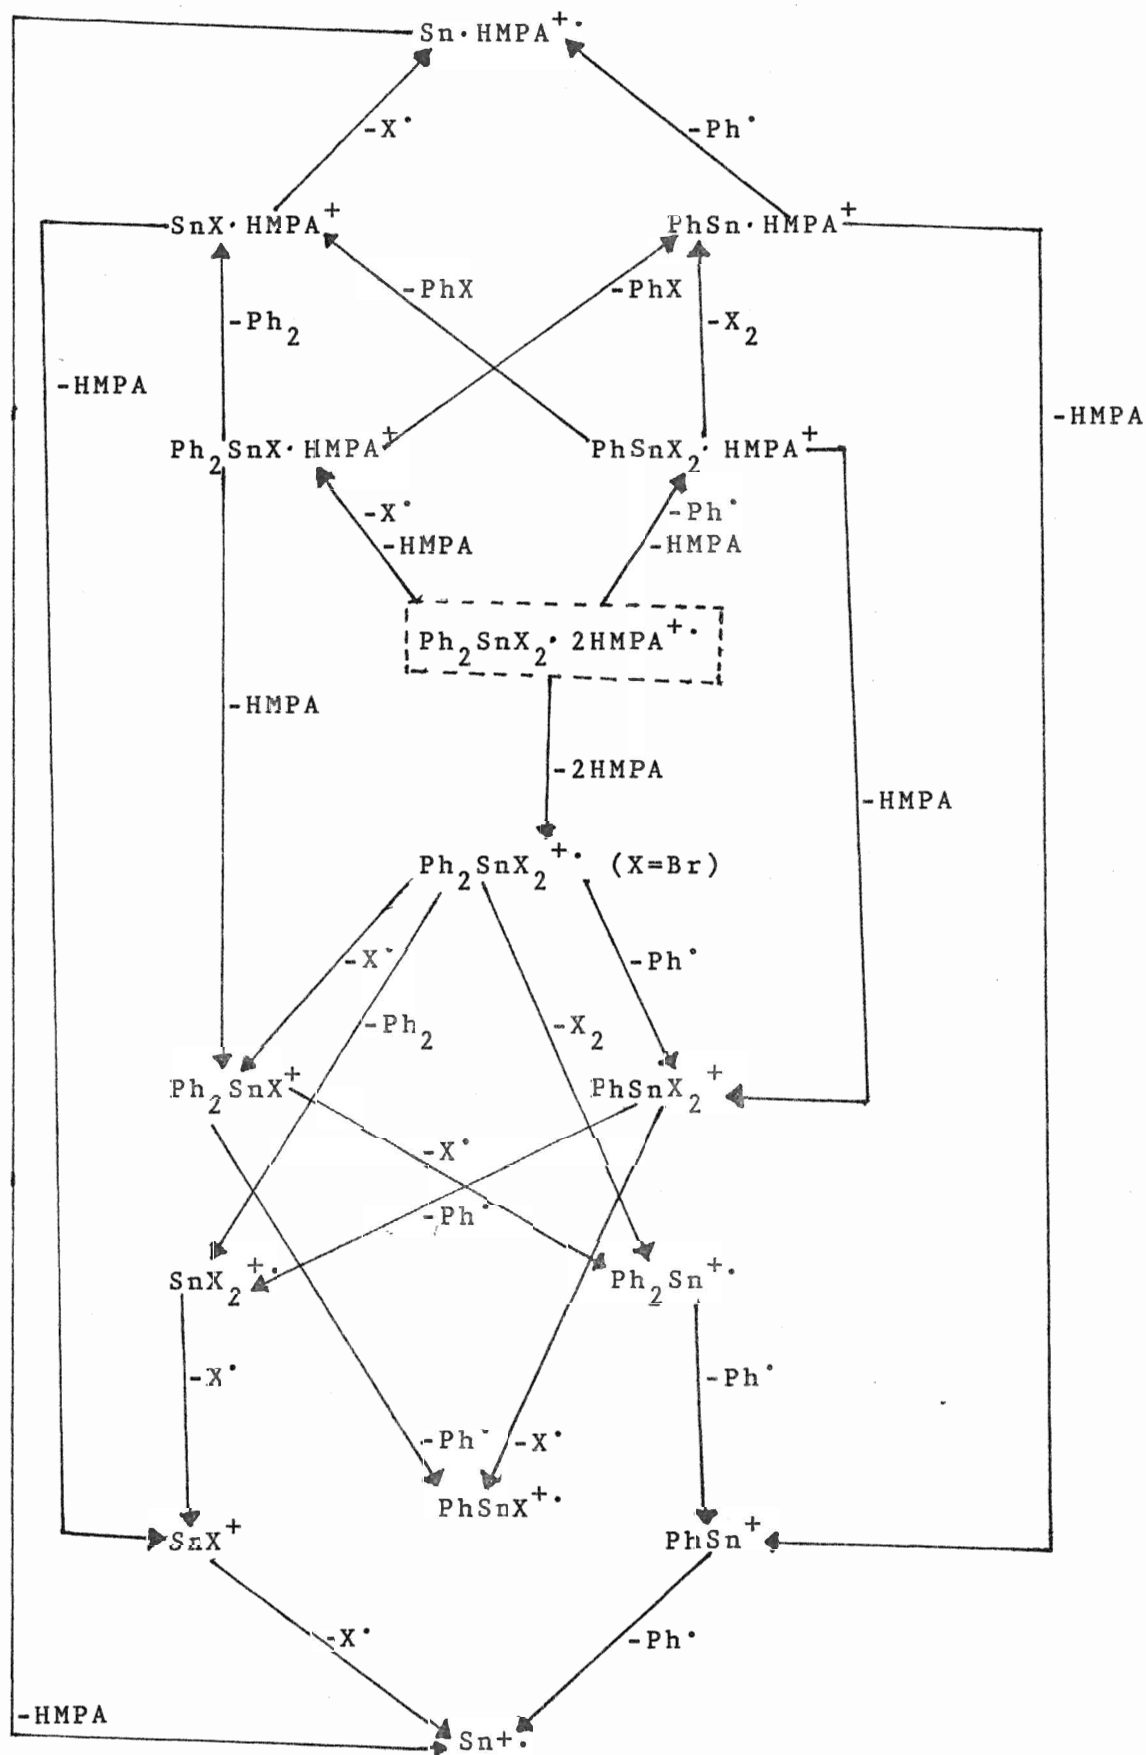 Sn·HMPA+·
-X·
-Ph·
SnX·HMPA+
PhSn·HMPA+
-PhX
-PhX
-Ph2
-X2
-HMPA
-HMPA
Ph2SnX·HMPA+
PhSnX2·HMPA+
-X·
-HMPA
-Ph·
-HMPA
Ph2SnX2·2HMPA+·
-HMPA
-2HMPA
-HMPA
Ph2SnX2+· (X=Br)
-X·
-Ph·
-Ph2
-X2
Ph2SnX+
PhSnX2+
-X·
-Ph·
SnX2+·
Ph2Sn+·
-X·
-Ph·
-Ph·
-X·
PhSnX+·
SnX+
PhSn+
-X·
-Ph·
-HMPA
Sn+·